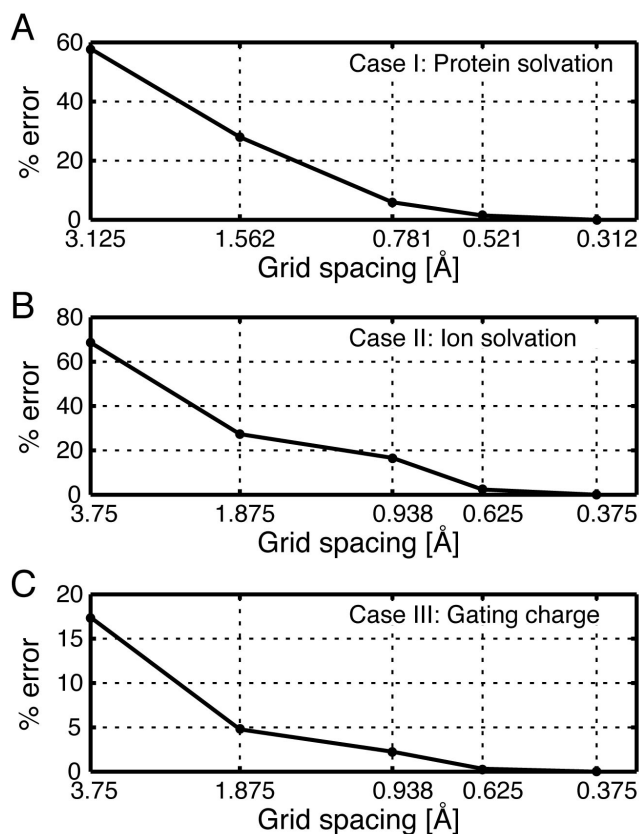 A
Case I: Protein solvation
% error
60
40
20
0
3.125 1.562 0.781 0.521 0.312
Grid spacing [Å]
B
Case II: Ion solvation
% error
80
60
40
20
0
3.75 1.875 0.938 0.625 0.375
Grid spacing [Å]
C
Case III: Gating charge
% error
20
15
10
5
0
3.75 1.875 0.938 0.625 0.375
Grid spacing [Å]